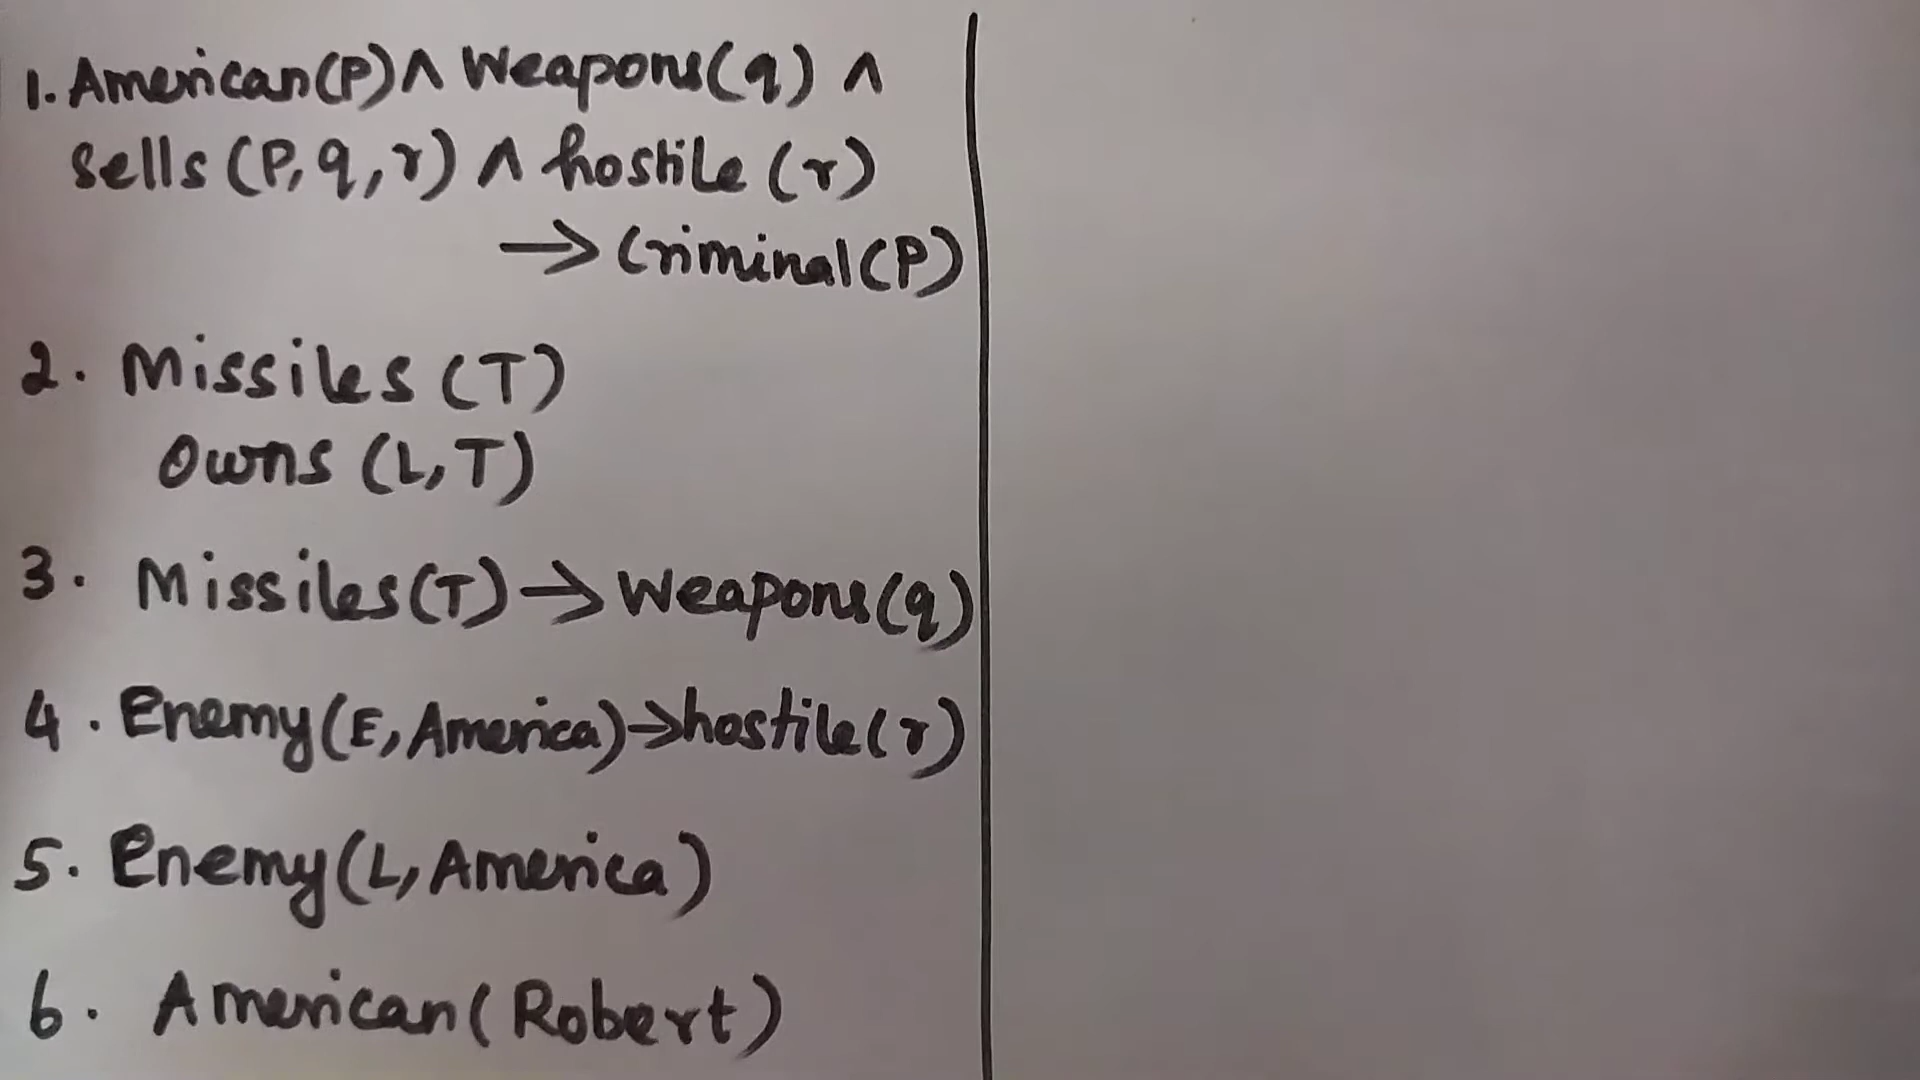 1. American(P) ∧ Weapons(q) ∧
sells (P, q, r) ∧ hostile (r)
→ Criminal(P)
2. Missiles (T)
Owns (L, T)
3. Missiles(T) → Weapons(q)
4. Enemy(E, America) → hostile(r)
5. Enemy(L, America)
6. American(Robert)